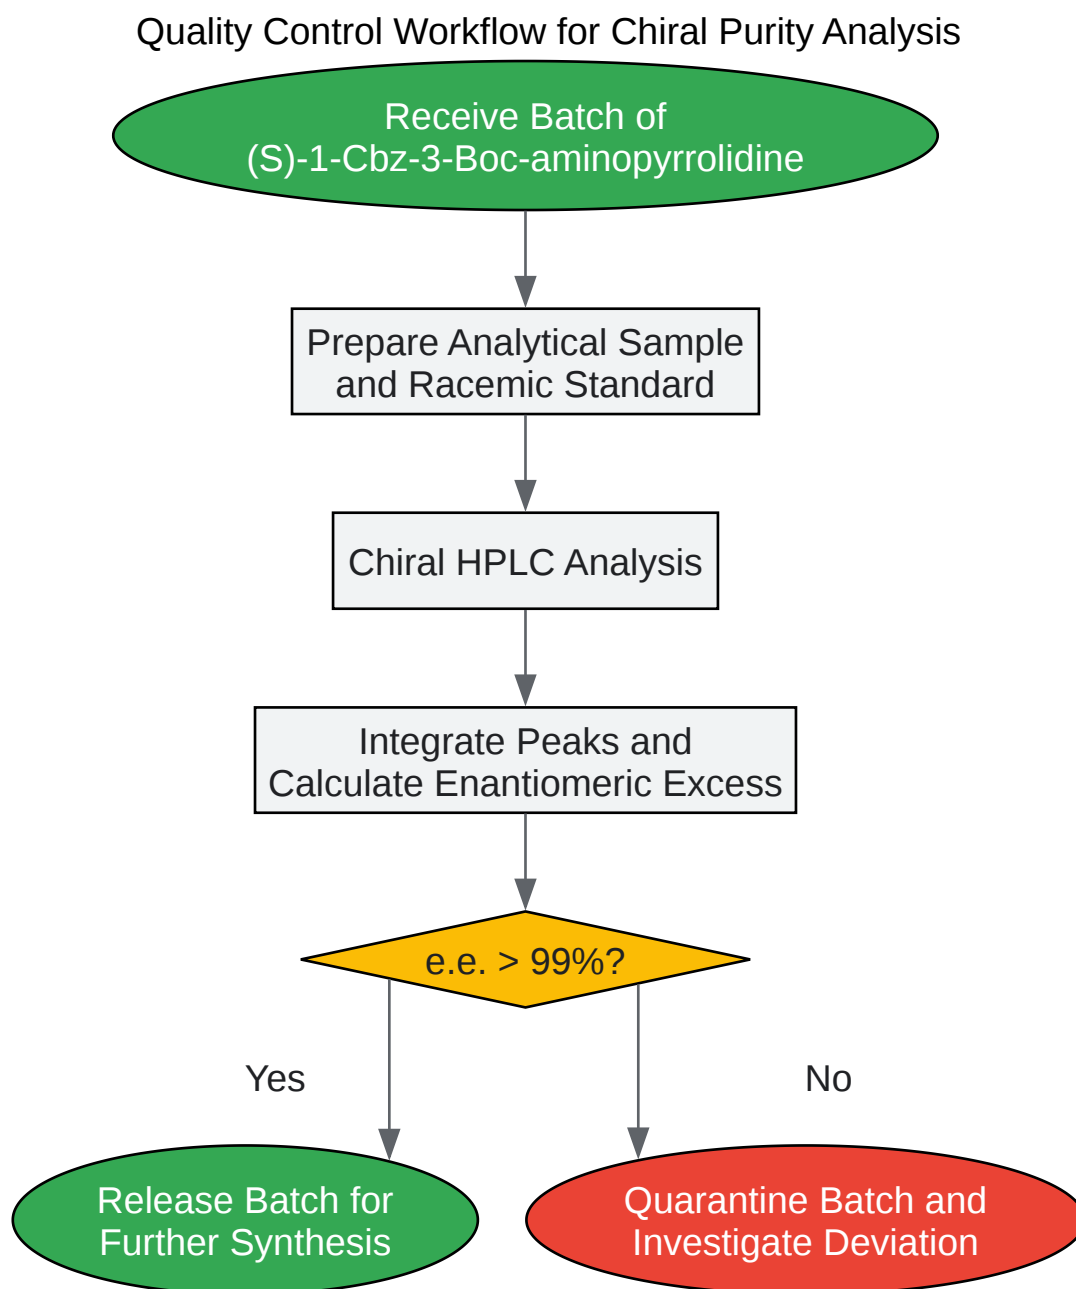 Quality Control Workflow for Chiral Purity Analysis
Receive Batch of
(S)-1-Cbz-3-Boc-aminopyrrolidine
Prepare Analytical Sample
and Racemic Standard
Chiral HPLC Analysis
Integrate Peaks and
Calculate Enantiomeric Excess
e.e. > 99%?
Yes
No
Release Batch for
Further Synthesis
Quarantine Batch and
Investigate Deviation